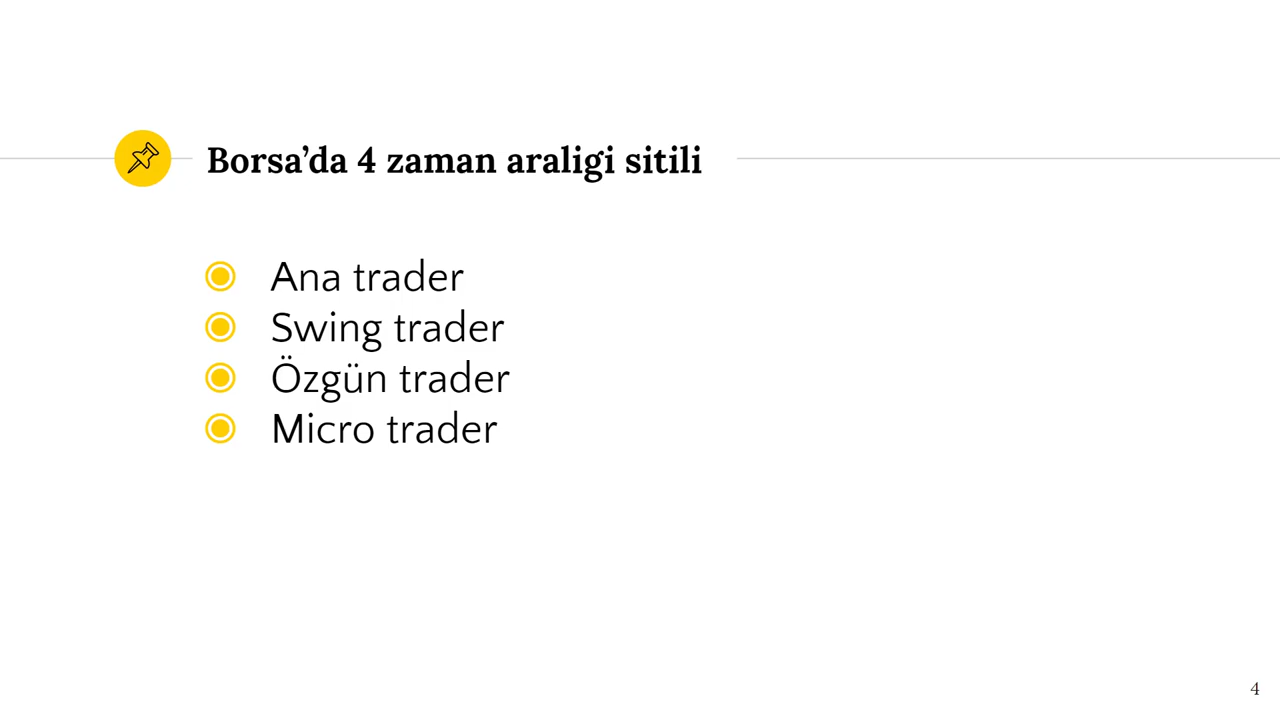 Borsa’da 4 zaman araligi sitili
Ana trader
Swing trader
Özgün trader
Micro trader
4